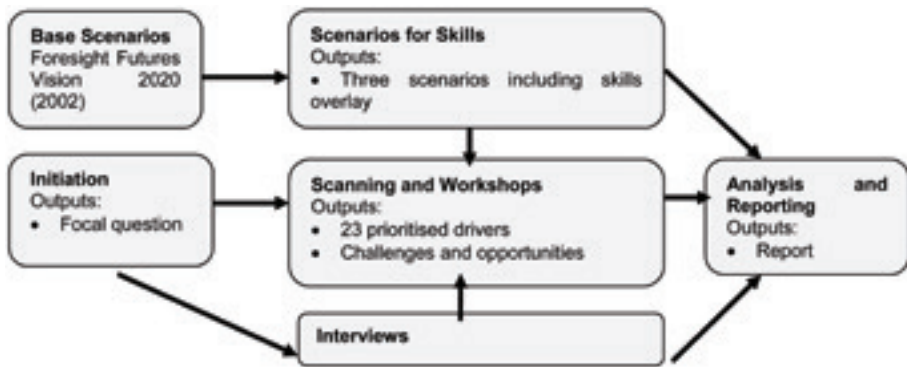 Base Scenarios
Foresight Futures
Vision 2020
(2002)
Scenarios for Skills
Outputs:
• Three scenarios including skills
overlay
Initiation
Outputs:
• Focal question
Scanning and Workshops
Outputs:
• 23 prioritised drivers
• Challenges and opportunities
Analysis and
Reporting
Outputs:
• Report
Interviews